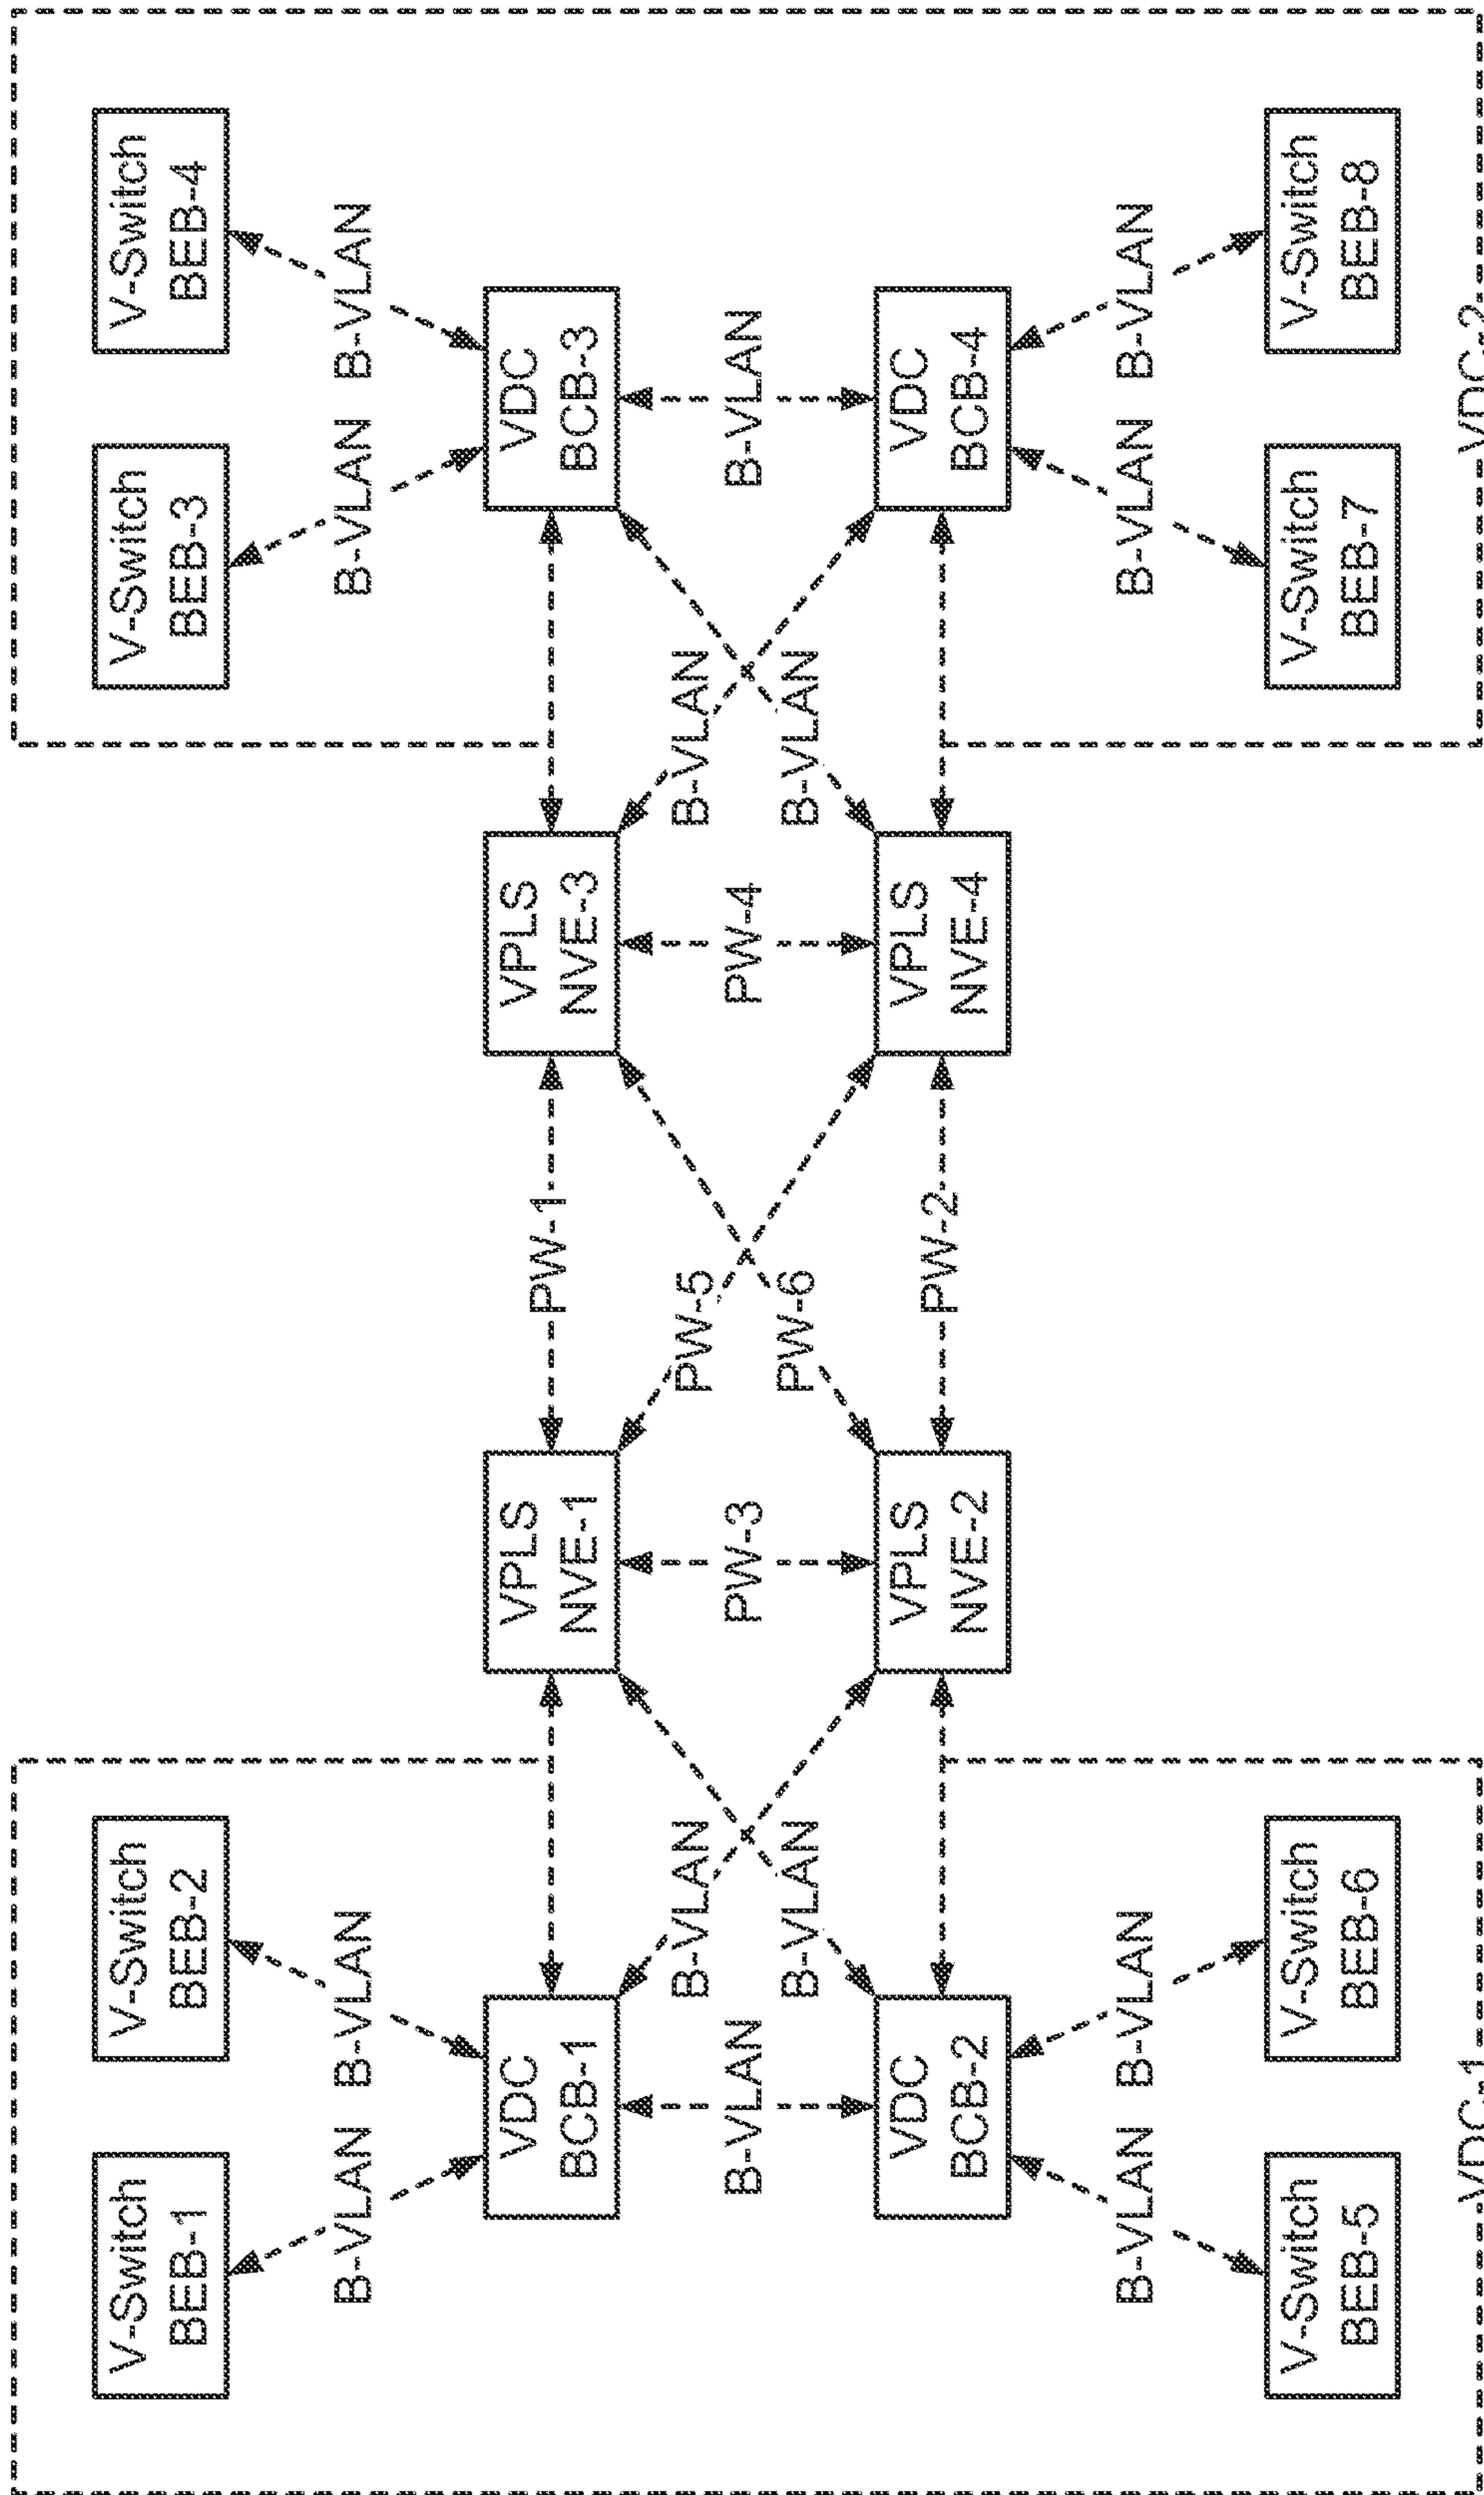 V-Switch
BEB-1
V-Switch
BEB-2
V-Switch
BEB-3
V-Switch
BEB-4
B-VLAN
B-VLAN
B-VLAN
B-VLAN
VDC
BCB-1
VPLS
NVE-1
PW-1
VPLS
NVE-3
VDC
BCB-3
B-VLAN
B-VLAN
B-VLAN
PW-3
PW-5
PW-6
PW-4
B-VLAN
B-VLAN
B-VLAN
VDC
BCB-2
VPLS
NVE-2
PW-2
VPLS
NVE-4
VDC
BCB-4
B-VLAN
B-VLAN
B-VLAN
B-VLAN
V-Switch
BEB-5
V-Switch
BEB-6
V-Switch
BEB-7
V-Switch
BEB-8
VDC-1
VDC-2